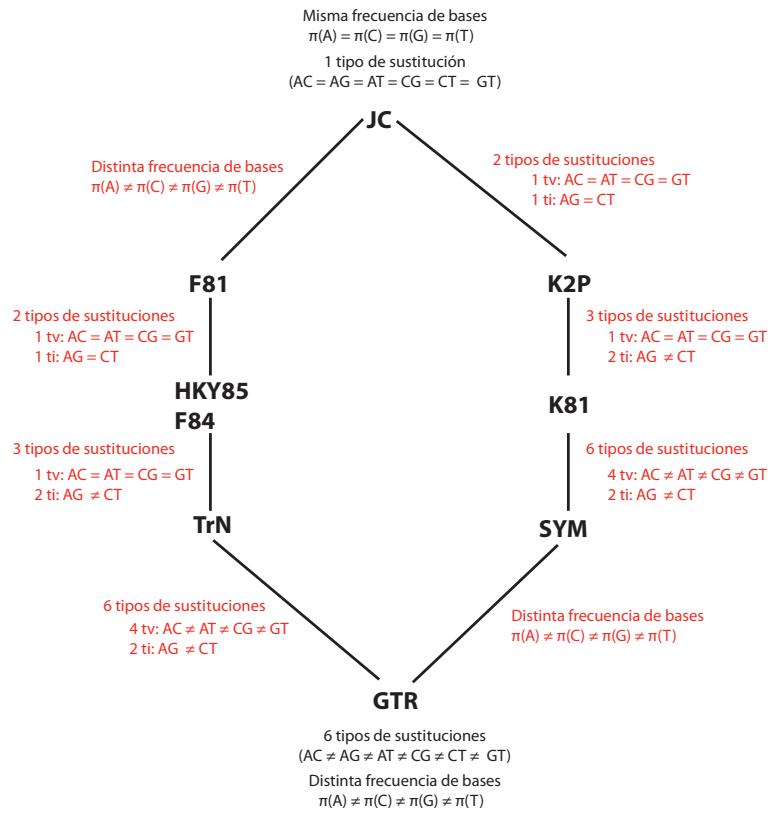 Misma frecuencia de bases
π(A) = π(C) = π(G) = π(T)
1 tipo de sustitución
(AC = AG = AT = CG = CT = GT)
JC
Distinta frecuencia de bases
π(A) ≠ π(C) ≠ π(G) ≠ π(T)
2 tipos de sustituciones
1 tv: AC = AT = CG = GT
1 ti: AG = CT
F81
K2P
2 tipos de sustituciones
1 tv: AC = AT = CG = GT
1 ti: AG = CT
3 tipos de sustituciones
1 tv: AC = AT = CG = GT
2 ti: AG ≠ CT
HKY85
F84
K81
3 tipos de sustituciones
1 tv: AC = AT = CG = GT
2 ti: AG ≠ CT
6 tipos de sustituciones
4 tv: AC ≠ AT ≠ CG ≠ GT
2 ti: AG ≠ CT
TrN
SYM
6 tipos de sustituciones
4 tv: AC ≠ AT ≠ CG ≠ GT
2 ti: AG ≠ CT
Distinta frecuencia de bases
π(A) ≠ π(C) ≠ π(G) ≠ π(T)
GTR
6 tipos de sustituciones
(AC ≠ AG ≠ AT ≠ CG ≠ CT ≠ GT)
Distinta frecuencia de bases
π(A) ≠ π(C) ≠ π(G) ≠ π(T)